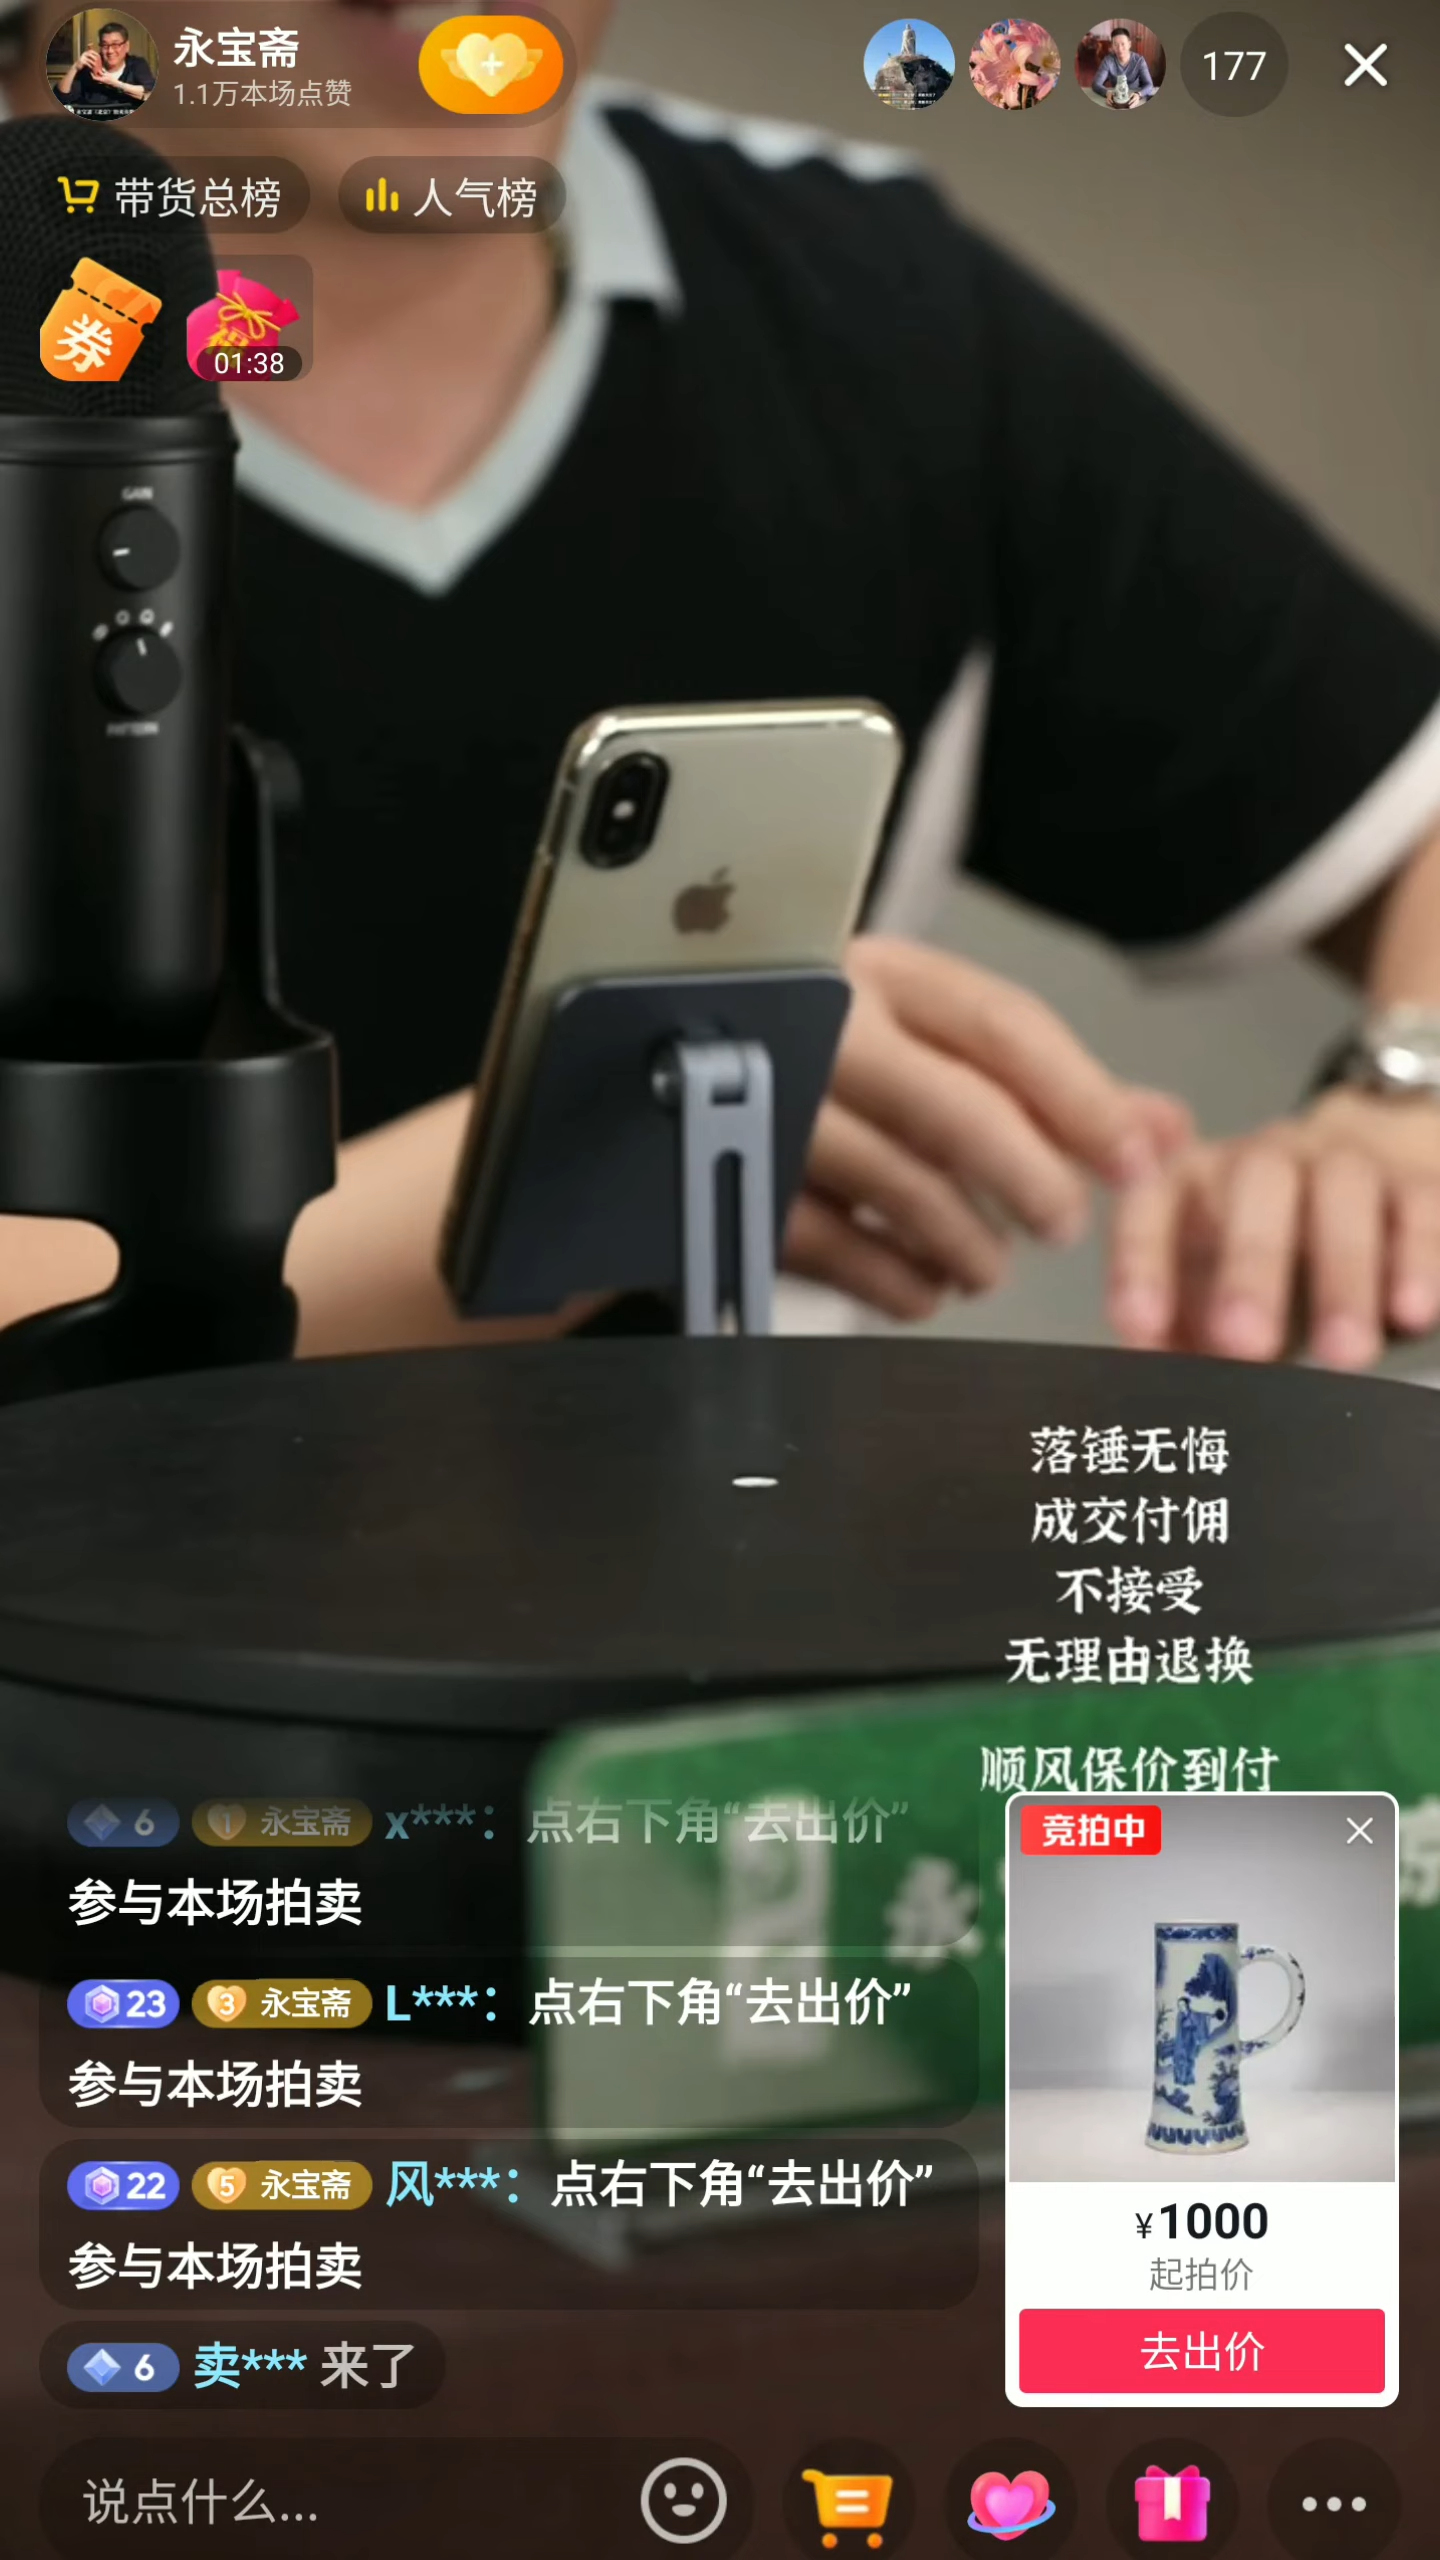 永宝斋
1.1万本场点赞
177
带货总榜
人气榜
券
01:38
GAIN
PATTERN
落锤无悔
成交付佣
不接受
无理由退换
顺风保价到付
6 1 永宝斋 x***：点右下角“去出价”
参与本场拍卖
23 3 永宝斋 L***：点右下角“去出价”
参与本场拍卖
22 5 永宝斋 风***：点右下角“去出价”
参与本场拍卖
6 卖*** 来了
竞拍中
¥1000
起拍价
去出价
说点什么...
永